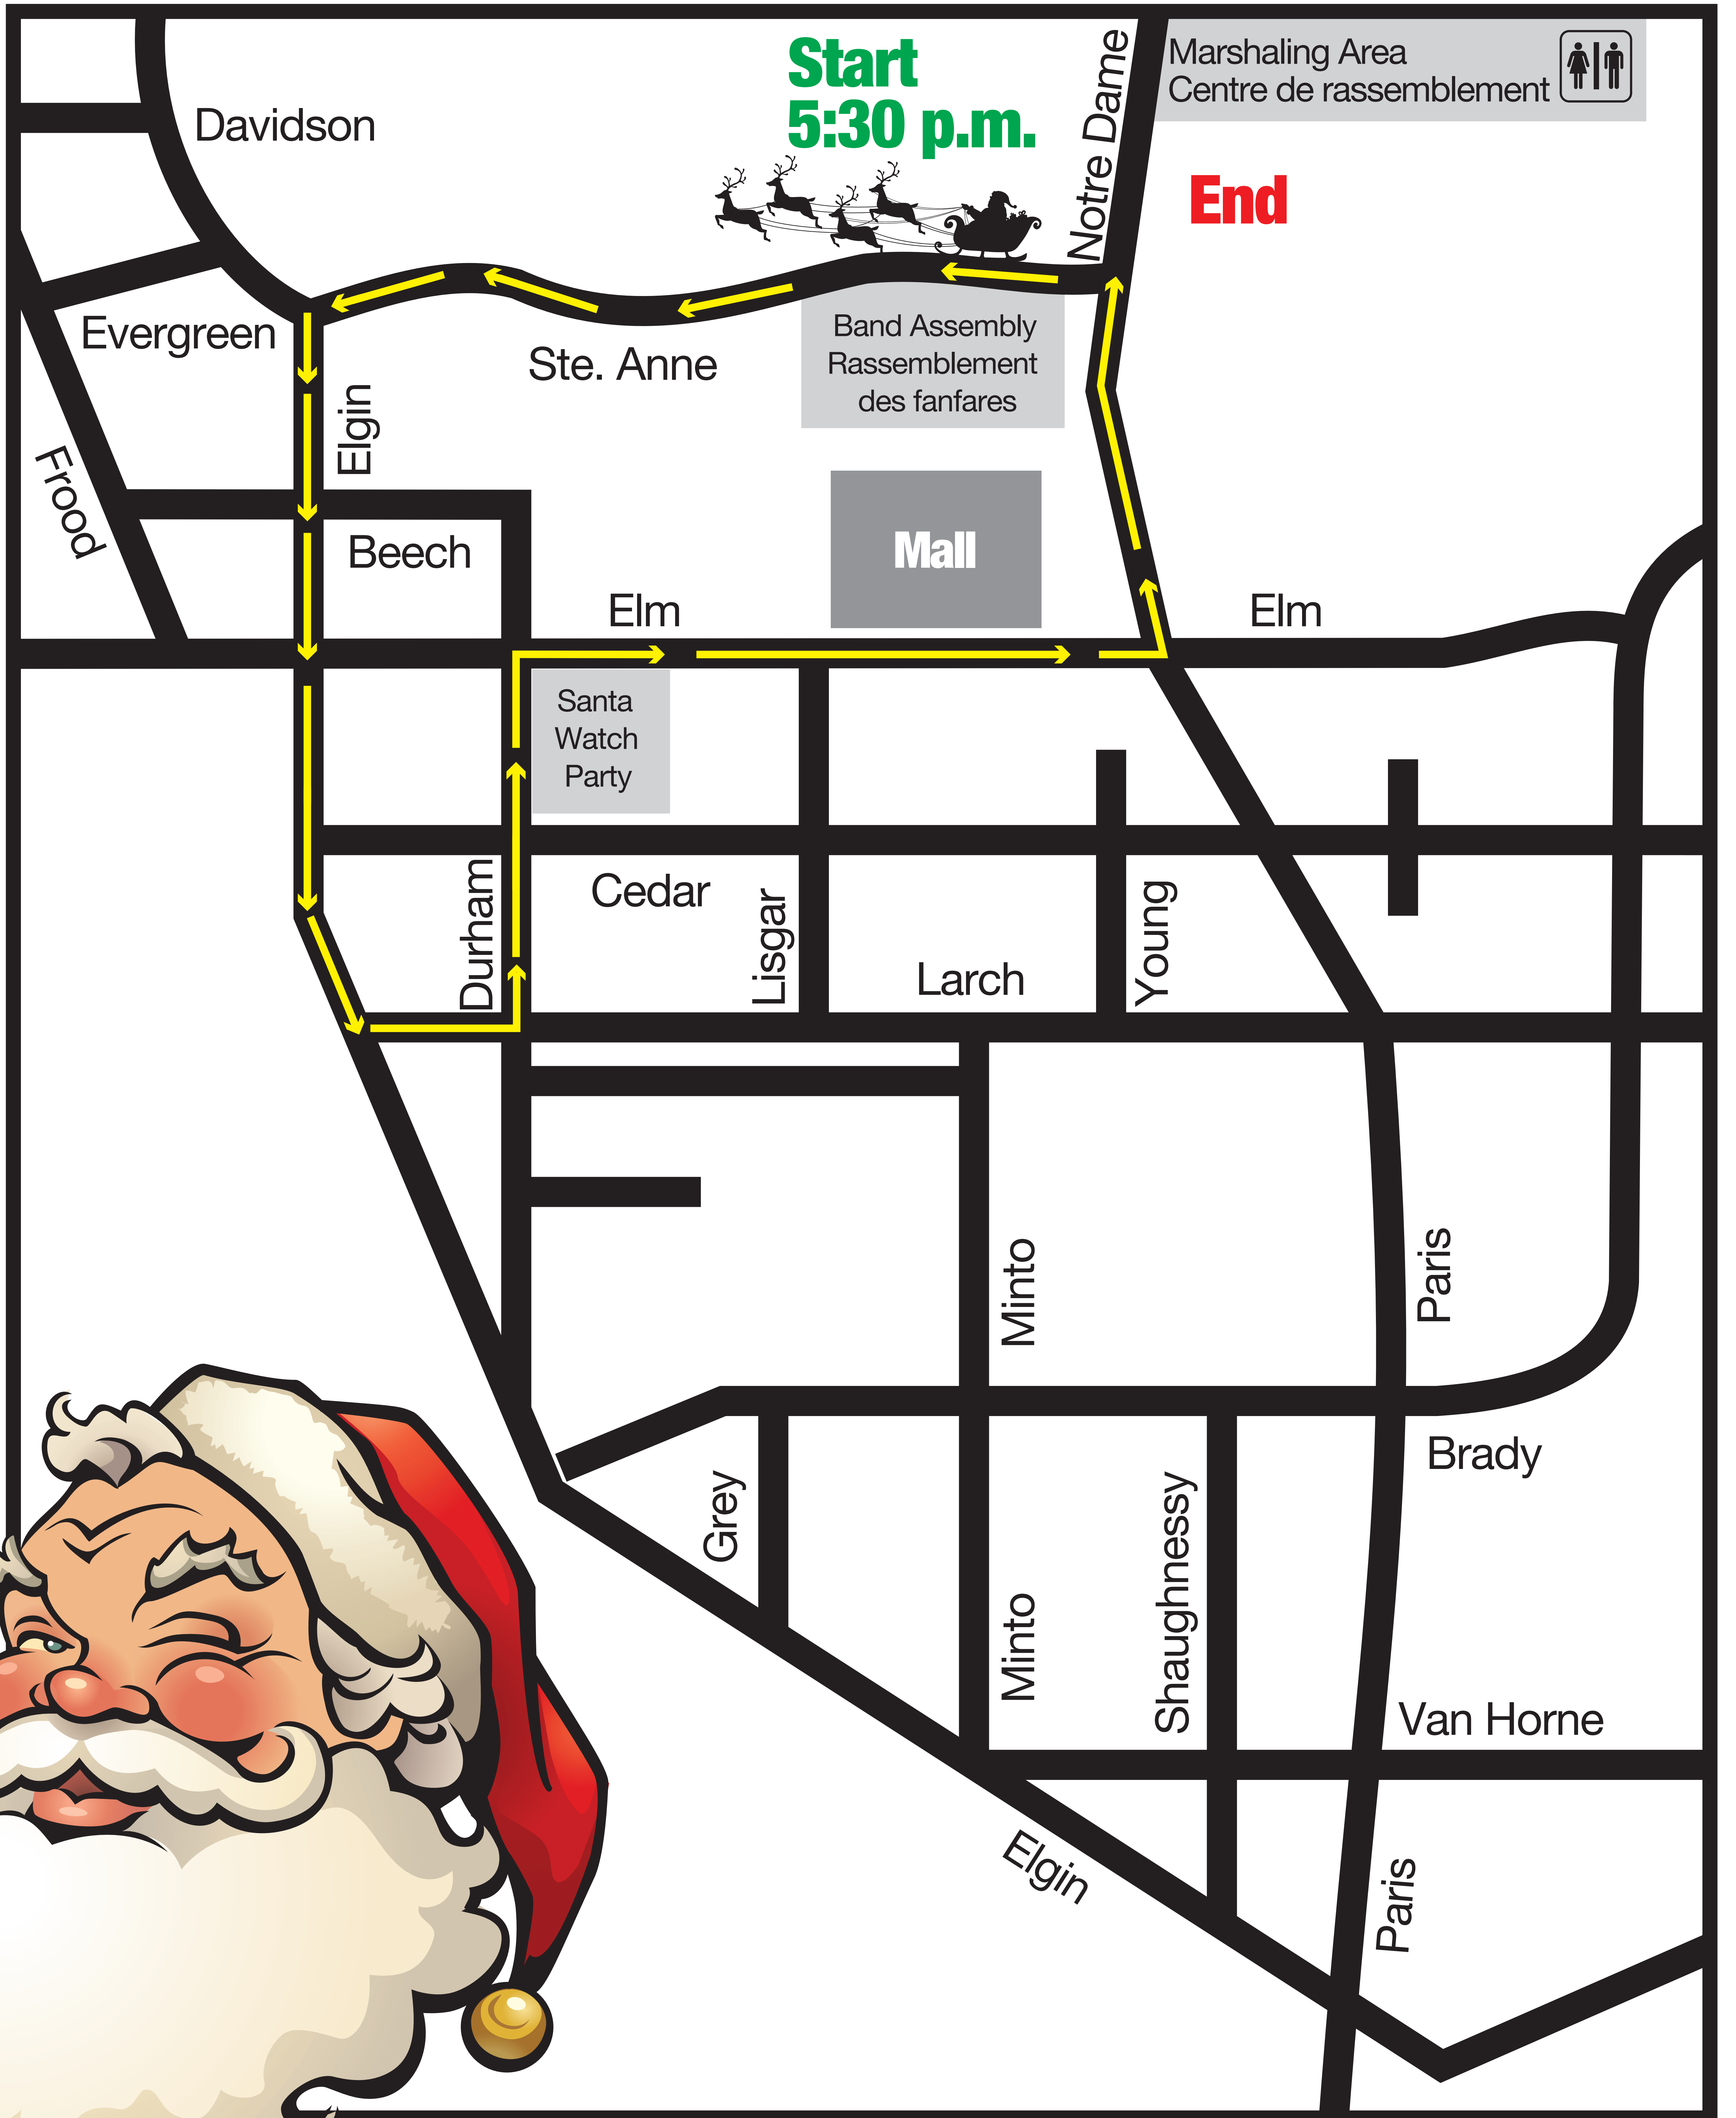 Start
5:30 p.m.
Notre Dame
Marshaling Area
Centre de rassemblement
End
Davidson
Evergreen
Ste. Anne
Band Assembly
Rassemblement
des fanfares
Elgin
Frood
Beech
Mall
Elm
Elm
Santa
Watch
Party
Durham
Cedar
Lisgar
Larch
Young
Minto
Paris
Brady
Grey
Minto
Shaughnessy
Van Horne
Elgin
Paris